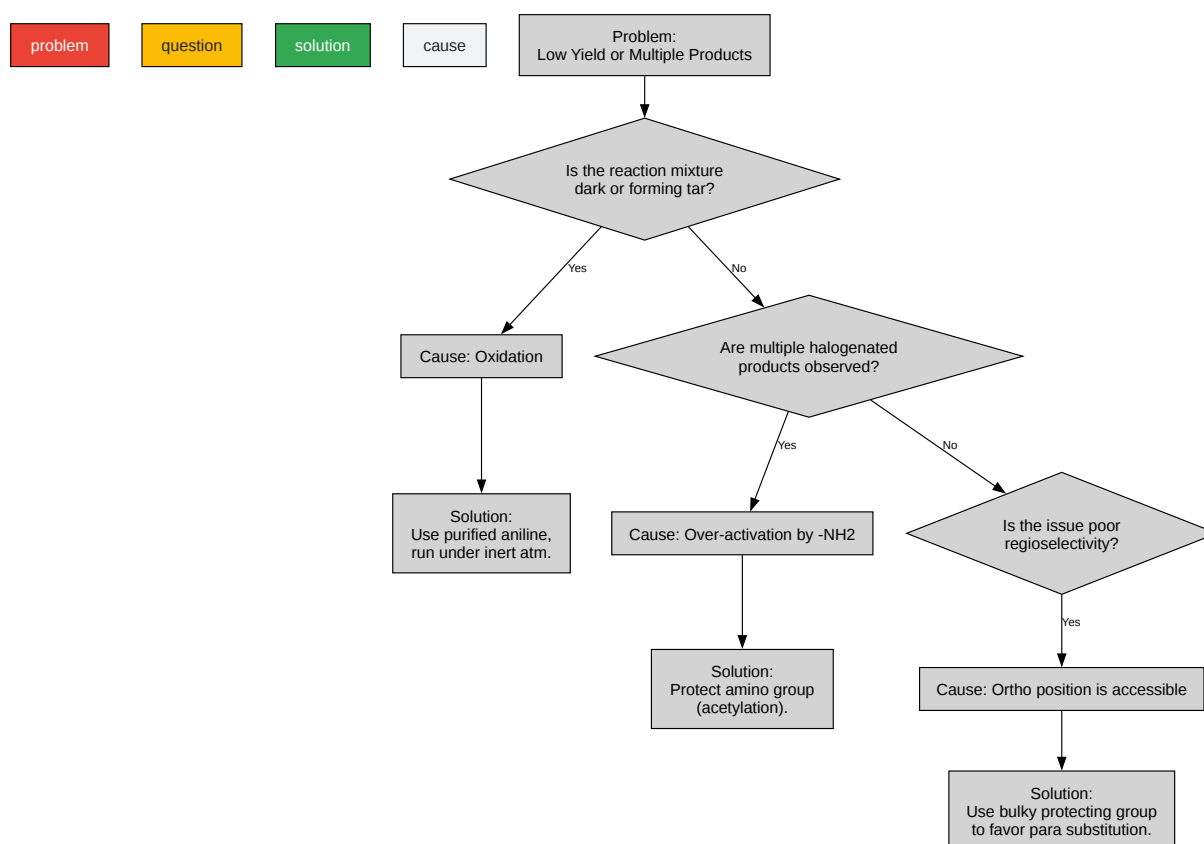 problem
question
solution
cause
Problem:
Low Yield or Multiple Products
Is the reaction mixture
dark or forming tar?
Yes
No
Cause: Oxidation
Are multiple halogenated
products observed?
Solution:
Use purified aniline,
run under inert atm.
Yes
No
Cause: Over-activation by -NH2
Is the issue poor
regioselectivity?
Solution:
Protect amino group
(acetylation).
Yes
Cause: Ortho position is accessible
Solution:
Use bulky protecting group
to favor para substitution.